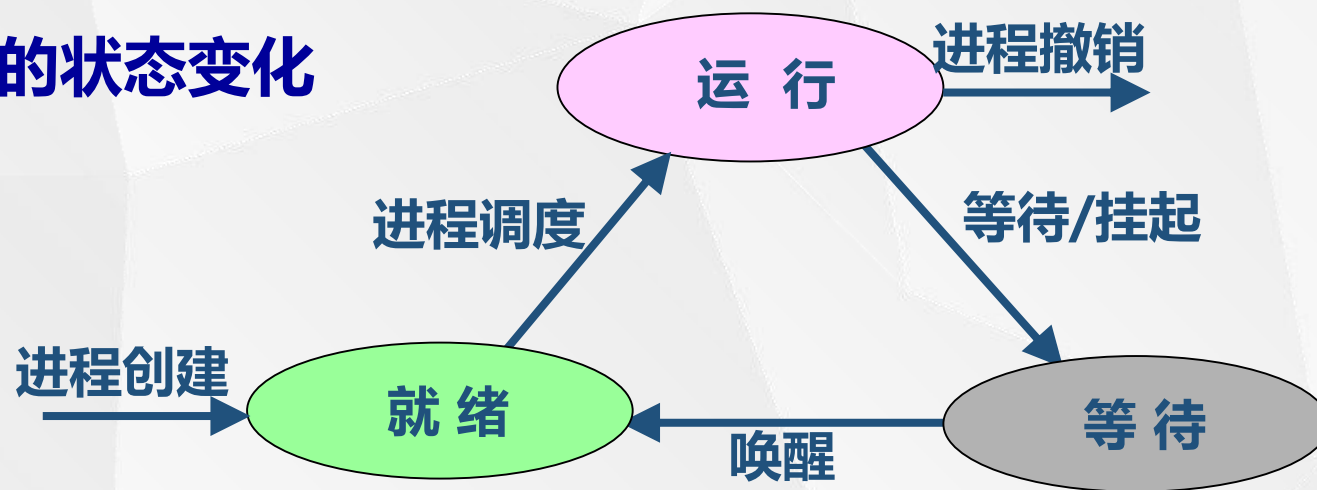 的状态变化
运 行
进程撤销
进程调度
等待/挂起
进程创建
就 绪
等 待
唤醒